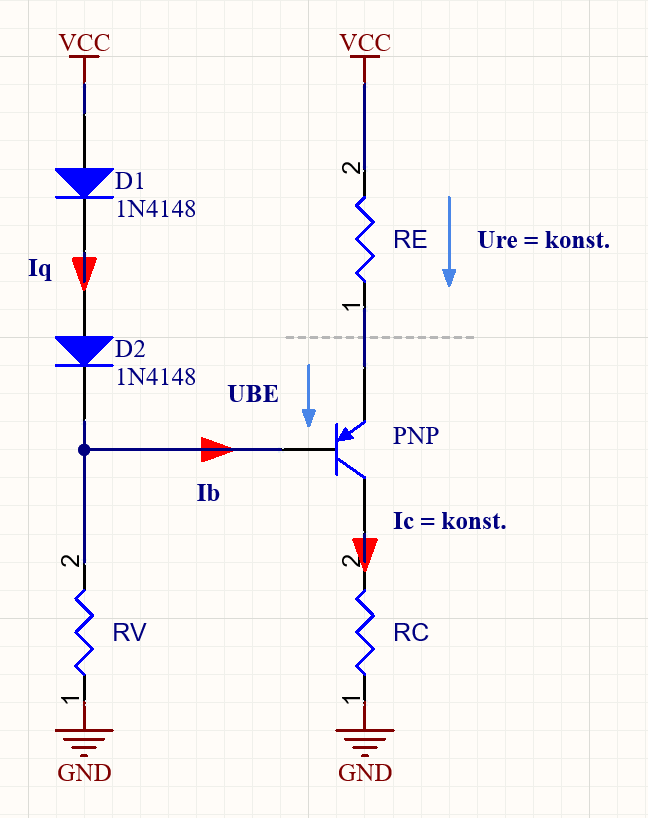 VCC
VCC
D1
1N4148
2
RE
Ure = konst.
Iq
1
D2
1N4148
UBE
PNP
Ib
Ic = konst.
2
2
RV
RC
1
1
GND
GND